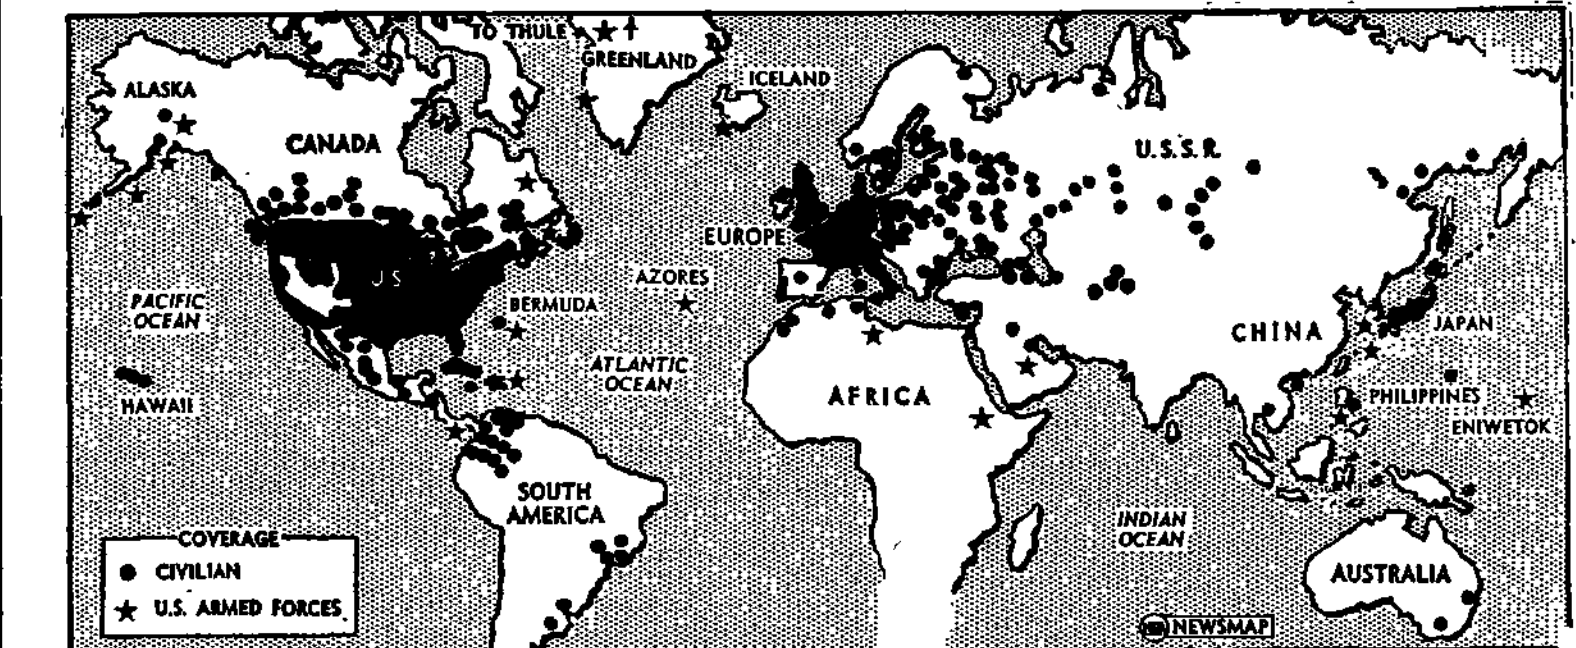 TO THULE
GREENLAND
ICELAND
ALASKA
CANADA
U.S.S.R.
EUROPE
U S
AZORES
BERMUDA
PACIFIC
OCEAN
CHINA
JAPAN
ATLANTIC
OCEAN
HAWAII
AFRICA
PHILIPPINES
ENIWETOK
SOUTH
AMERICA
INDIAN
OCEAN
COVERAGE
CIVILIAN
U.S. ARMED FORCES
AUSTRALIA
NEWSMAP